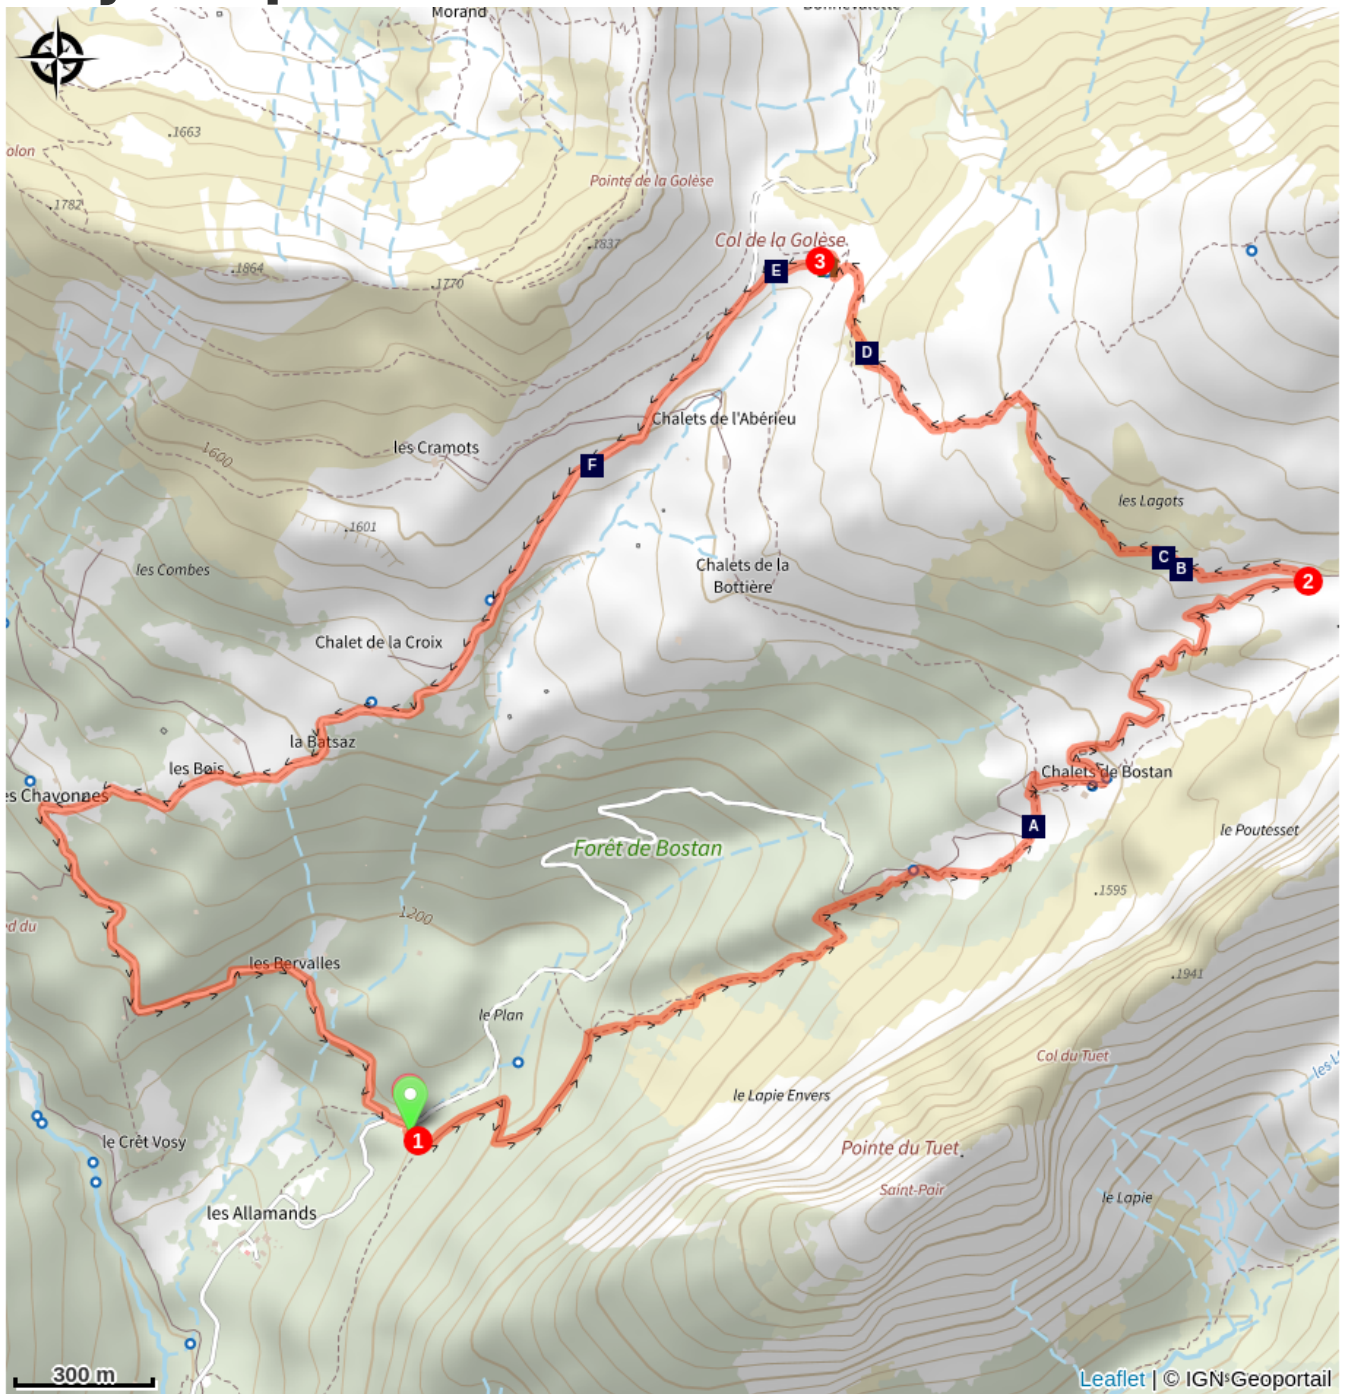 Morand
.1663
olon
Pointe de la Golèse
.1782
Col de la Golèse
3
.1837
E
.1864
.1770
D
Chalets de l'Abérieu
les Cramots
1600
F
les Lagots
.1601
C
B
les Combes
Chalets de la
Bottière
2
Chalet de la Croix
la Batsaz
les Bois
Chalets de Bostan
es Chavonnes
A
le Poutesset
Forêt de Bostan
.1595
1200
ed du
les Bervalles
.1941
le Plan
Col du Tuet
le Lapie Envers
1
le Crêt Vosy
Pointe du Tuet
Saint-Pair
le Lapie
les Allamands
300 m
Leaflet | © IGN-Geoportail